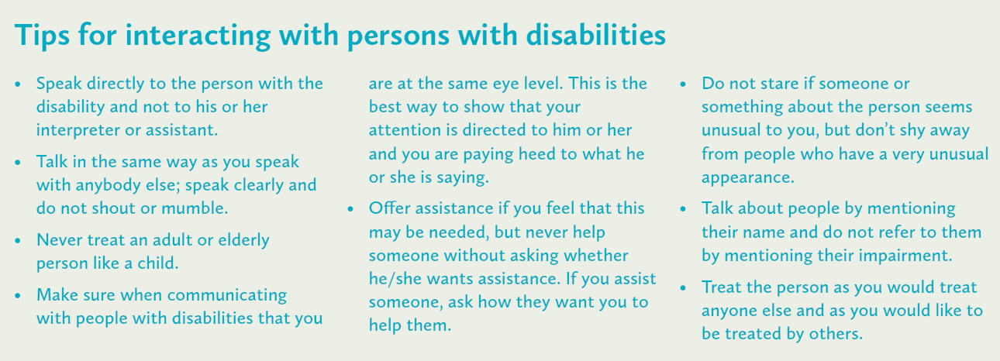 Tips for interacting with persons with disabilities
• Speak directly to the person with the
disability and not to his or her
interpreter or assistant.
• Talk in the same way as you speak
with anybody else; speak clearly and
do not shout or mumble.
• Never treat an adult or elderly
person like a child.
• Make sure when communicating
with people with disabilities that you
are at the same eye level. This is the
best way to show that your
attention is directed to him or her
and you are paying heed to what he
or she is saying.
• Offer assistance if you feel that this
may be needed, but never help
someone without asking whether
he/she wants assistance. If you assist
someone, ask how they want you to
help them.
• Do not stare if someone or
something about the person seems
unusual to you, but don’t shy away
from people who have a very unusual
appearance.
• Talk about people by mentioning
their name and do not refer to them
by mentioning their impairment.
• Treat the person as you would treat
anyone else and as you would like to
be treated by others.